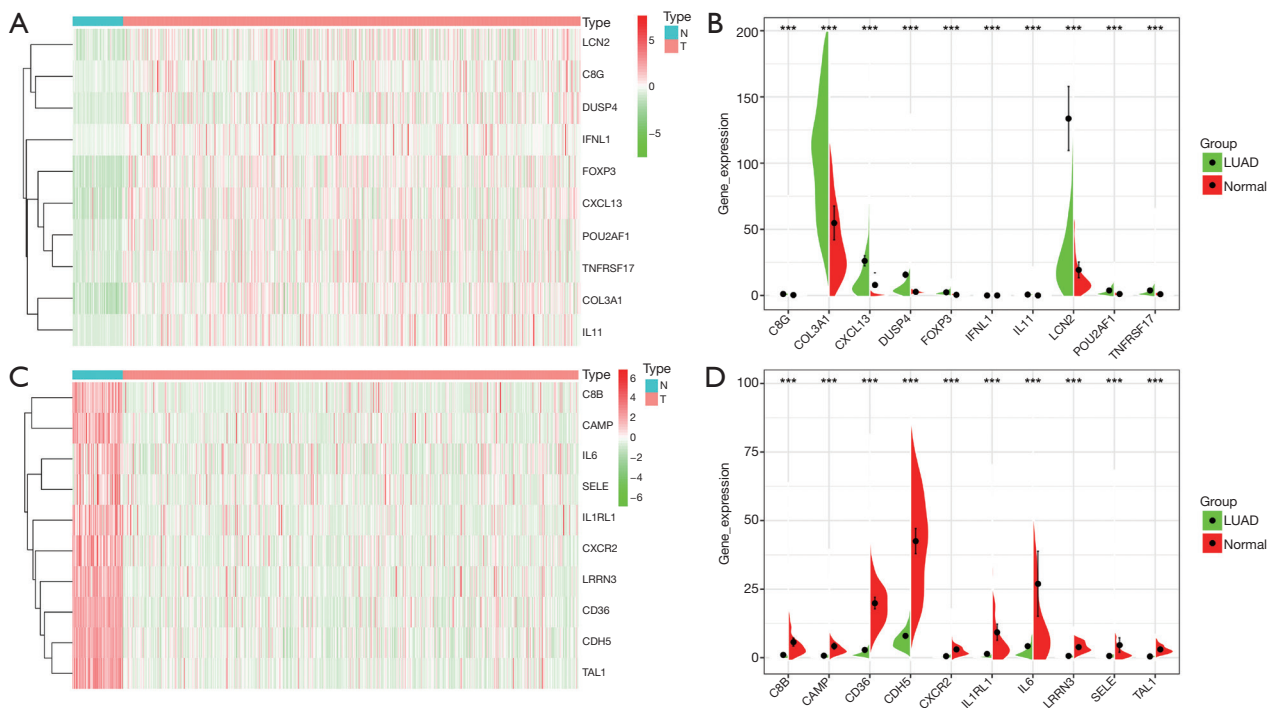 A
Type
LCN2
C8G
DUSP4
IFNL1
FOXP3
CXCL13
POU2AF1
TNFRSF17
COL3A1
IL11
5
0
−5
Type
N
T
B
Gene_expression
200
150
100
50
0
*** *** *** *** *** *** *** *** *** ***
C8G
COL3A1
CXCL13
DUSP4
FOXP3
IFNL1
IL11
LCN2
POU2AF1
TNFRSF17
Group
LUAD
Normal
C
Type
C8B
CAMP
IL6
SELE
IL1RL1
CXCR2
LRRN3
CD36
CDH5
TAL1
6
4
2
0
−2
−4
−6
Type
N
T
D
Gene_expression
100
75
50
25
0
*** *** *** *** *** *** *** *** *** ***
C8B
CAMP
CD36
CDH5
CXCR2
IL1RL1
IL6
LRRN3
SELE
TAL1
Group
LUAD
Normal